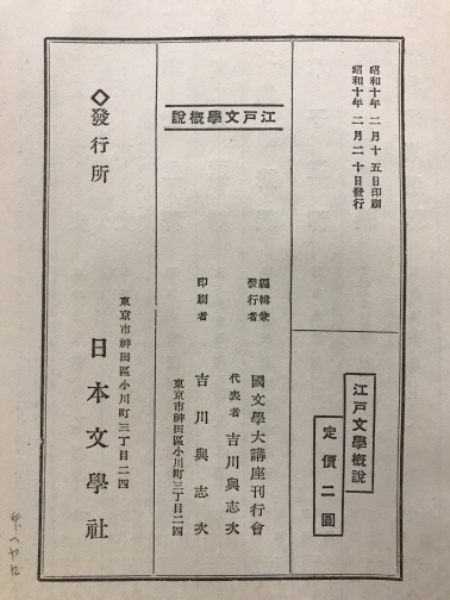 昭和十年二月十五日印刷
昭和十年二月二十日發行
江戸文學概說
定價二圓
江戸文學概說
編輯兼
發行者
國文學大講座刊行會
代表者 吉川與志次
印刷者
吉川與志次
東京市神田區小川町三丁目二四
◇發行所
東京市神田區小川町三丁目二四
日本文學社